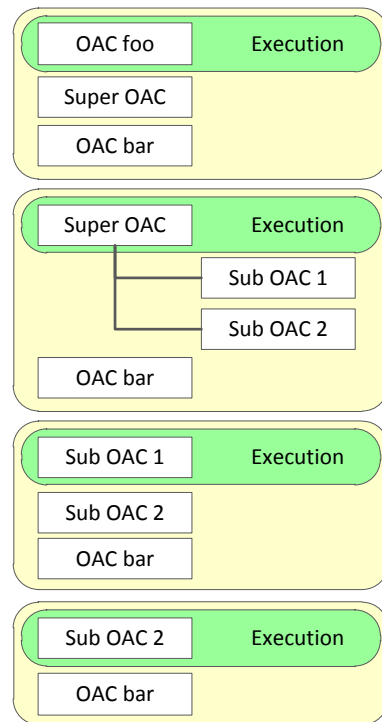 OAC foo Execution
Super OAC
OAC bar
Super OAC Execution
Sub OAC 1
Sub OAC 2
OAC bar
Sub OAC 1 Execution
Sub OAC 2
OAC bar
Sub OAC 2 Execution
OAC bar